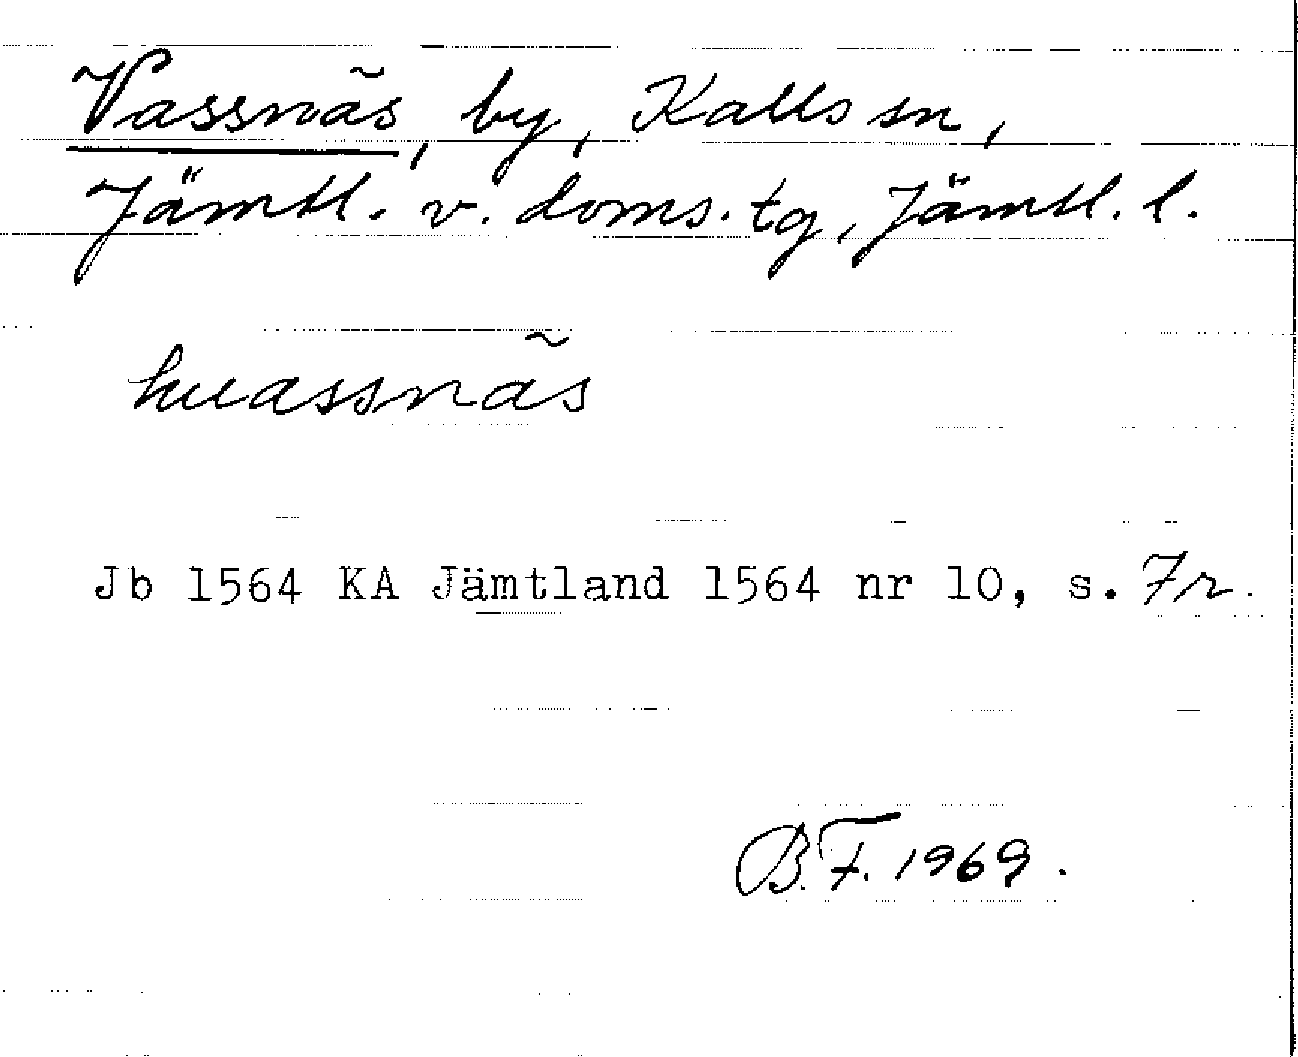 Vassnäs, by, Kalls sn,
Jämtl. v. doms. tg, Jämtl. l.
huassnäs
Jb 1564 KA Jämtland 1564 nr 10, s. 7r.
B.F. 1969.